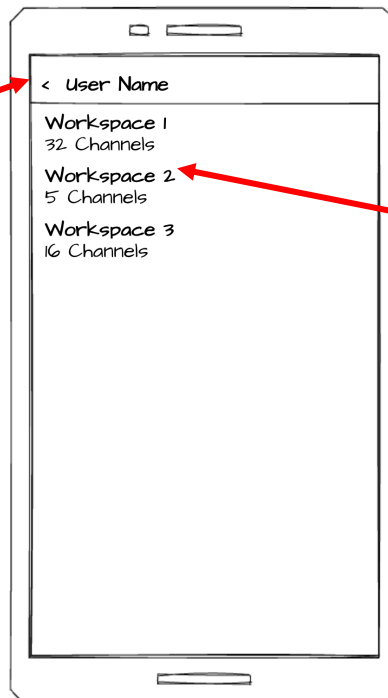 < User Name
Workspace 1
32 Channels
Workspace 2
5 Channels
Workspace 3
16 Channels